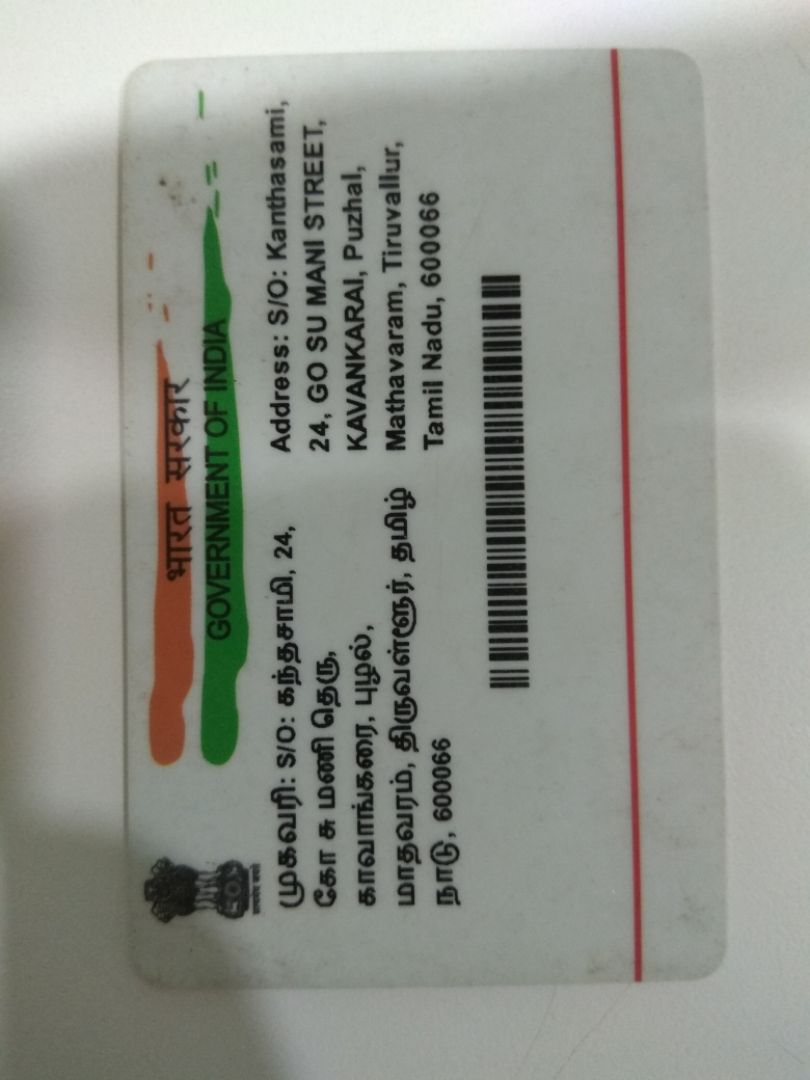 भारत सरकार
GOVERNMENT OF INDIA
முகவரி: S/O: கந்தசாமி, 24,
கோ சு மணி தெரு,
காவாங்கரை, புழல்,
மாதவரம், திருவள்ளூர், தமிழ்
நாடு, 600066
Address: S/O: Kanthasami,
24, GO SU MANI STREET,
KAVANKARAI, Puzhal,
Mathavaram, Tiruvallur,
Tamil Nadu, 600066